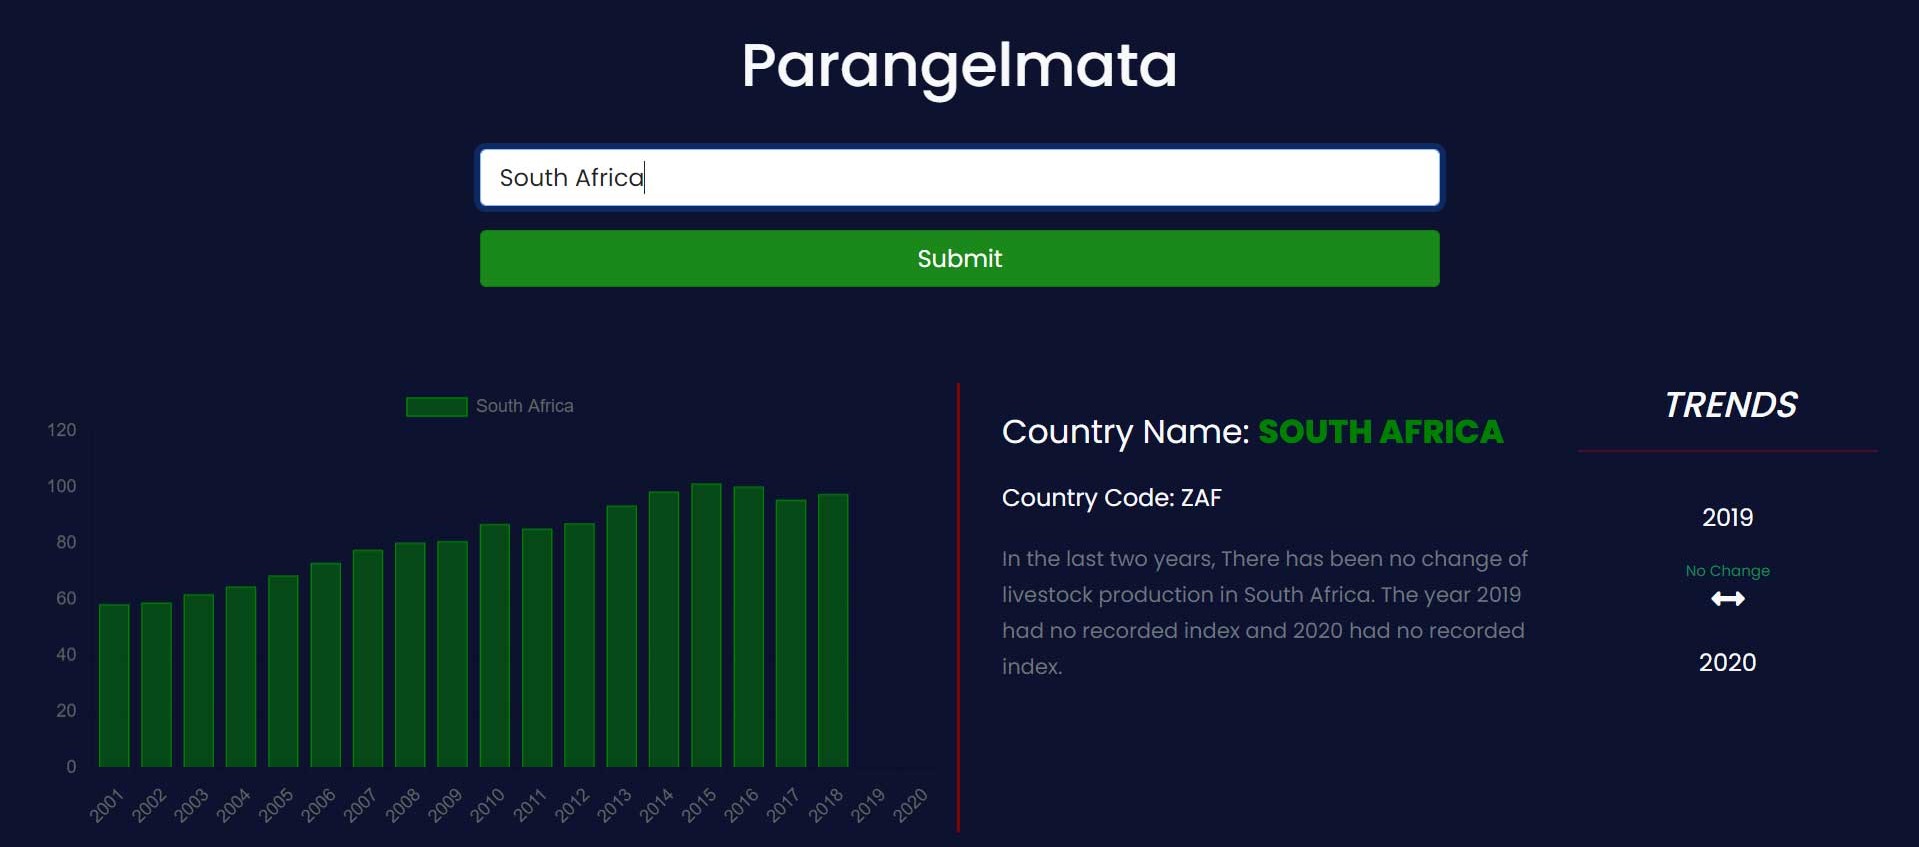 Parangelmata
South Africa
Submit
South Africa
120
100
80
60
40
20
0
2001 2002 2003 2004 2005 2006 2007 2008 2009 2010 2011 2012 2013 2014 2015 2016 2017 2018 2019 2020
Country Name: SOUTH AFRICA
Country Code: ZAF
In the last two years, There has been no change of
livestock production in South Africa. The year 2019
had no recorded index and 2020 had no recorded
index.
TRENDS
2019
No Change
2020